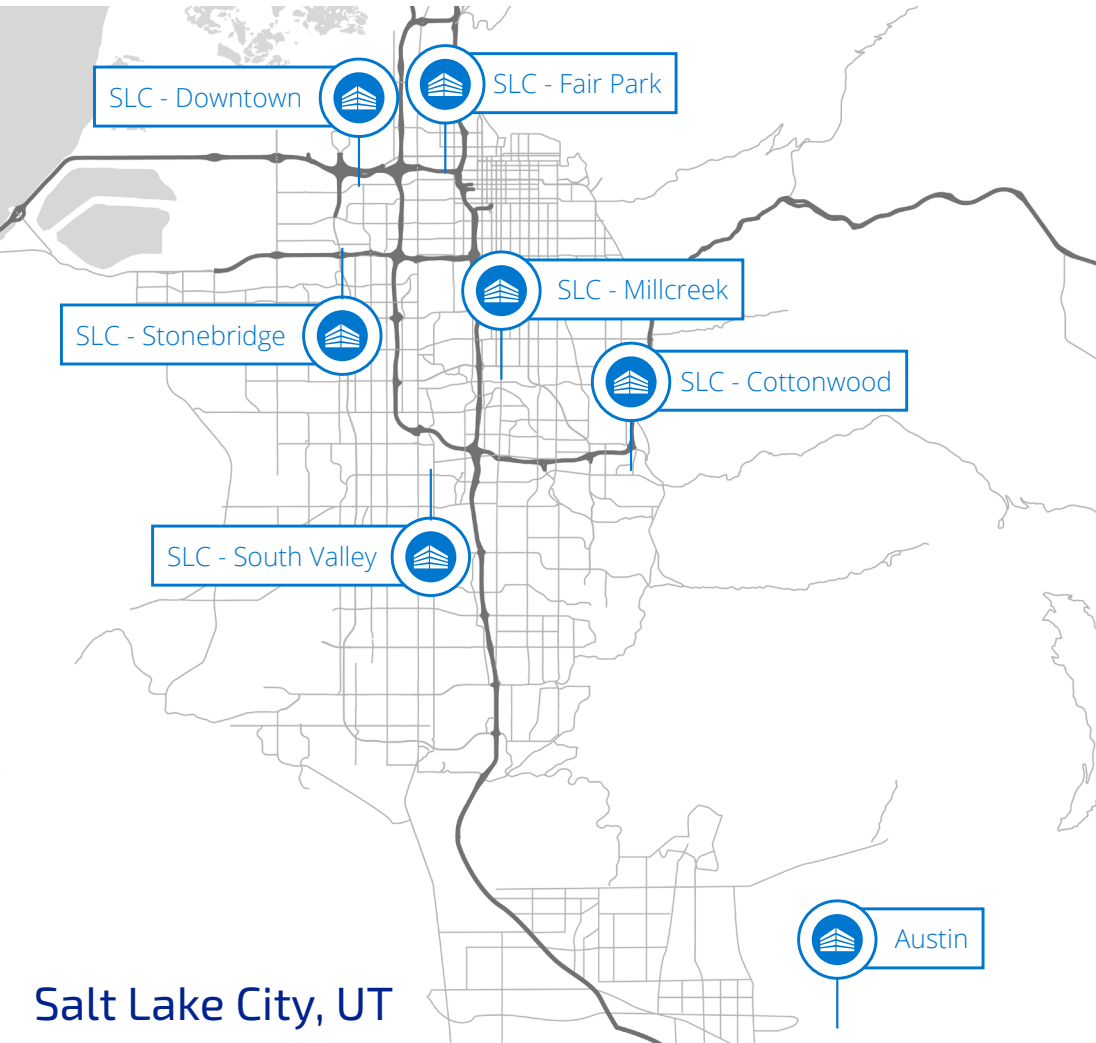 SLC - Downtown
SLC - Fair Park
SLC - Millcreek
SLC - Stonebridge
SLC - Cottonwood
SLC - South Valley
Austin
Salt Lake City, UT